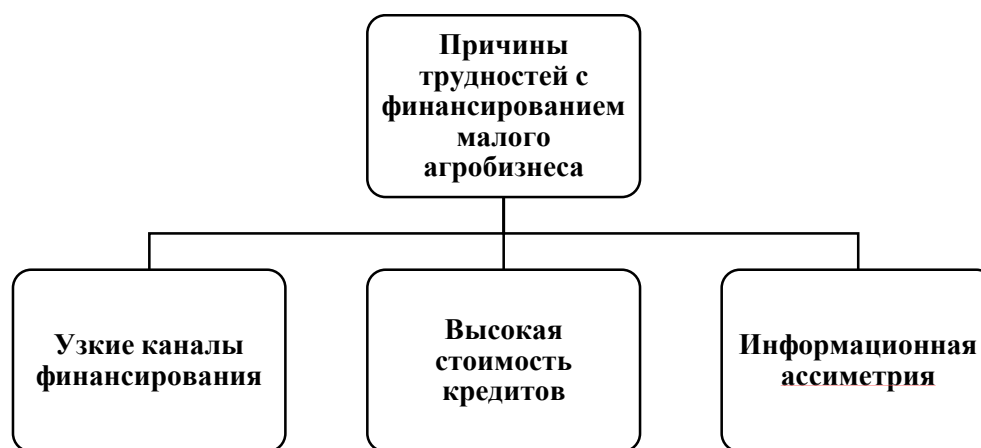 Причины
трудностей с
финансированием
малого
агробизнеса
Узкие каналы
финансирования
Высокая
стоимость
кредитов
Информационная
ассиметрия